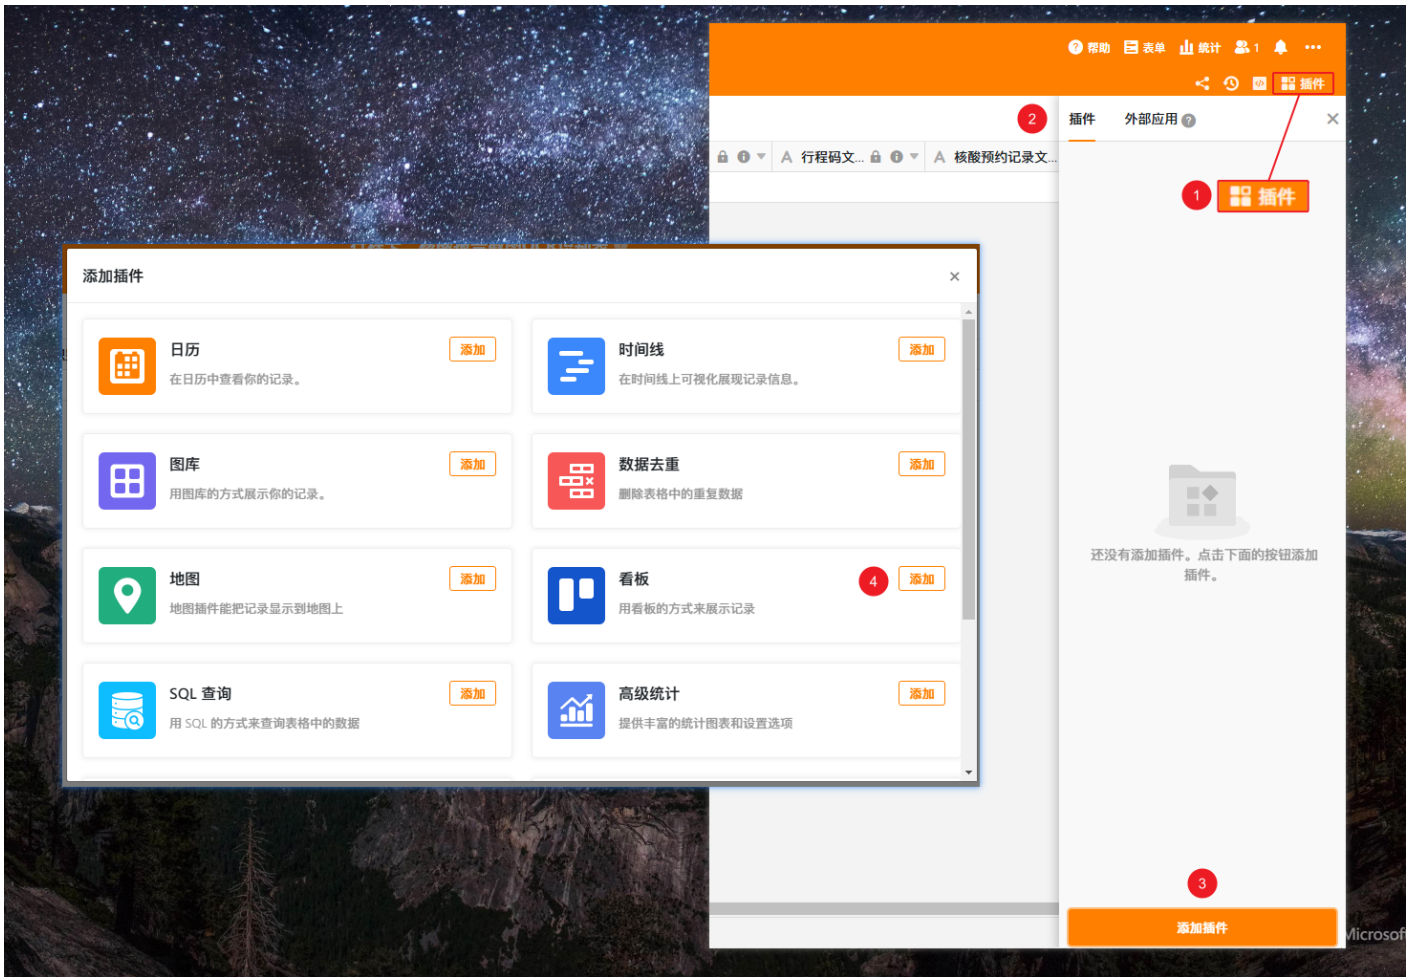 帮助 表单 统计 1
插件
2 插件 外部应用
行程码文... 核酸预约记录文...
1 插件
添加插件
日历 添加
在日历中查看你的记录。
时间线 添加
在时间线上可视化展现记录信息。
图库 添加
用图库的方式展示你的记录。
数据去重 添加
删除表格中的重复数据
地图 添加
地图插件能把记录显示到地图上
看板 4 添加
用看板的方式来展示记录
SQL 查询 添加
用 SQL 的方式来查询表格中的数据
高级统计 添加
提供丰富的统计图表和设置选项
还没有添加插件。点击下面的按钮添加
插件。
3
添加插件
Microsoft